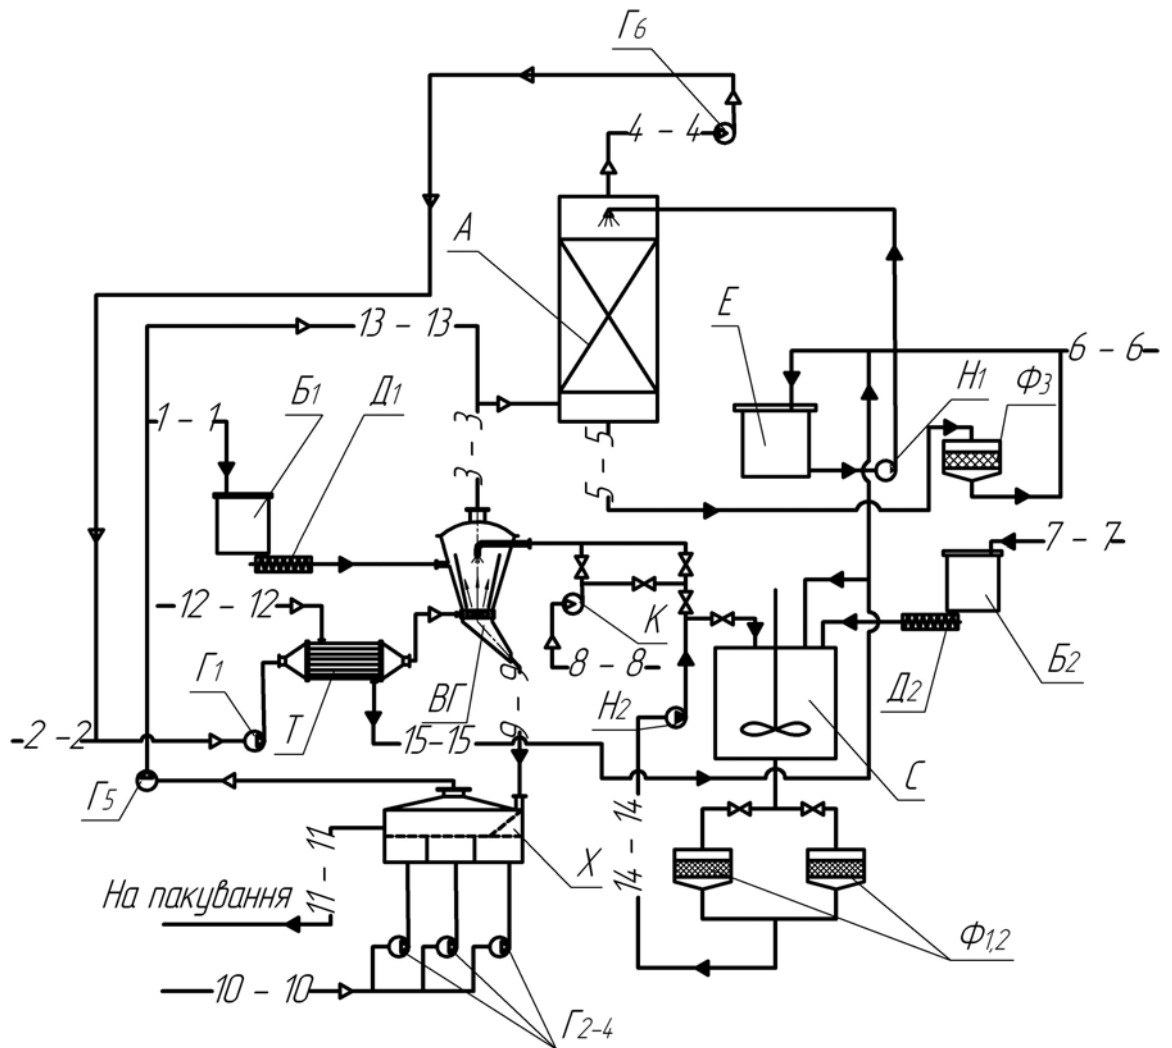 Г6
4 - 4
А
Е
13 - 13
6 - 6
Н1
Ф3
Б1
Д1
1 - 1
3 - 3
5 - 5
7 - 7
12 - 12
К
8 - 8
Б2
Д2
Г1
Т
ВГ
9 - 9
Н2
2 - 2
15-15
С
Г5
Х
11 - 11
14 - 14
На пакування
Ф1,2
10 - 10
Г2-4